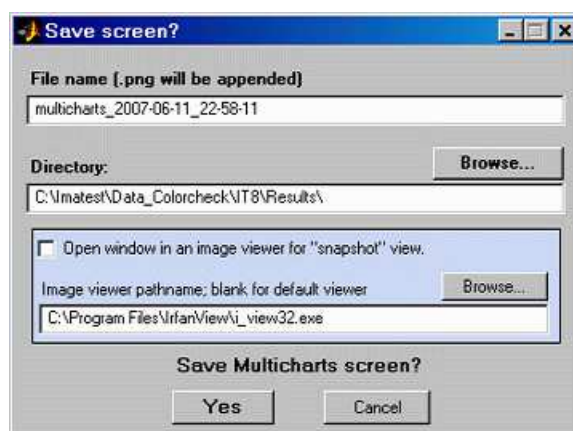 Save screen?
File name (.png will be appended)
multicharts_2007-06-11_22-58-11
Directory:
Browse...
C:\Imatest\Data_Colorcheck\IT8\Results\
Open window in an image viewer for "snapshot" view.
Image viewer pathname; blank for default viewer
Browse...
C:\Program Files\IrfanView\i_view32.exe
Save Multicharts screen?
Yes
Cancel